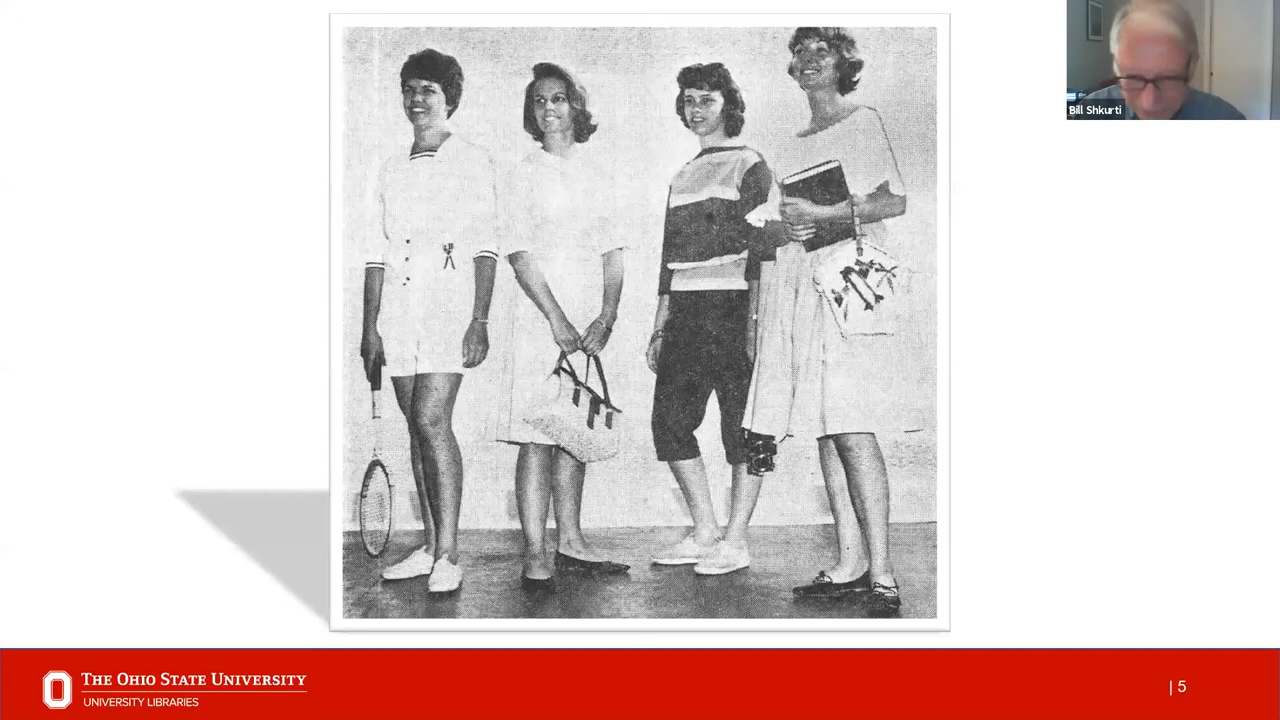 Bill Shkurti
THE OHIO STATE UNIVERSITY
UNIVERSITY LIBRARIES
| 5